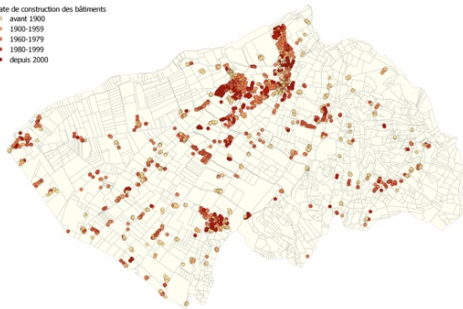 ate de construction des bâtiments
avant 1900
1900-1959
1960-1979
1980-1999
depuis 2000